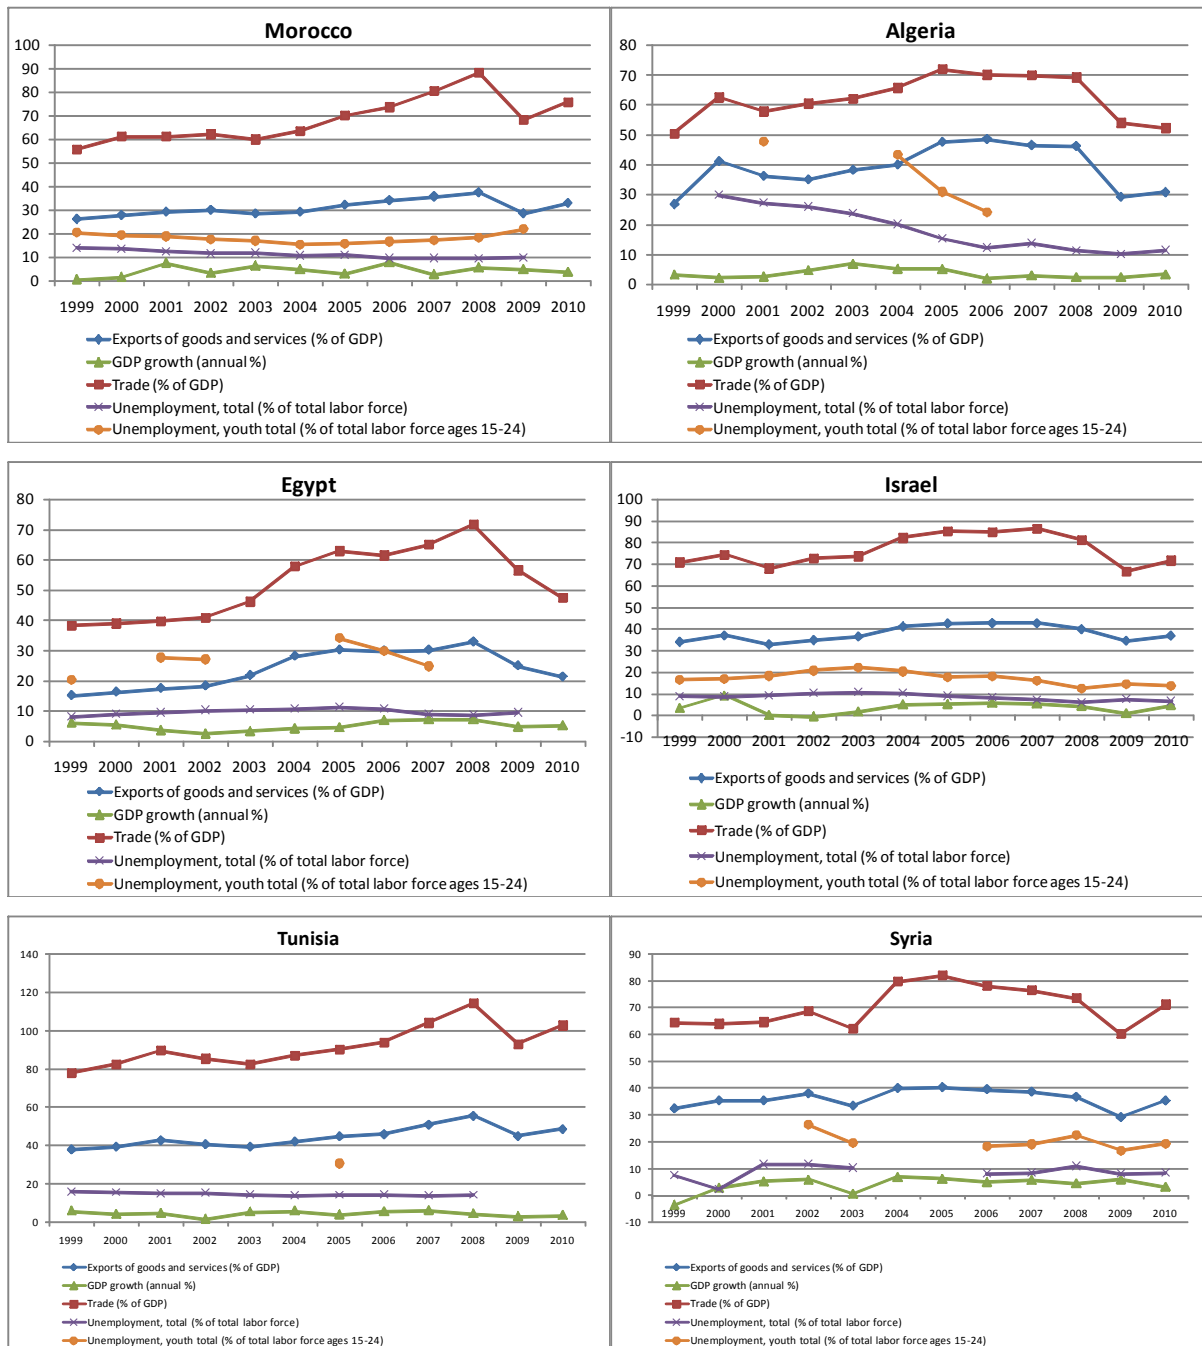 Morocco
100
90
80
70
60
50
40
30
20
10
0
1999 2000 2001 2002 2003 2004 2005 2006 2007 2008 2009 2010
Exports of goods and services (% of GDP)
GDP growth (annual %)
Trade (% of GDP)
Unemployment, total (% of total labor force)
Unemployment, youth total (% of total labor force ages 15-24)
Algeria
80
70
60
50
40
30
20
10
0
1999 2000 2001 2002 2003 2004 2005 2006 2007 2008 2009 2010
Exports of goods and services (% of GDP)
GDP growth (annual %)
Trade (% of GDP)
Unemployment, total (% of total labor force)
Unemployment, youth total (% of total labor force ages 15-24)
Egypt
80
70
60
50
40
30
20
10
0
1999 2000 2001 2002 2003 2004 2005 2006 2007 2008 2009 2010
Exports of goods and services (% of GDP)
GDP growth (annual %)
Trade (% of GDP)
Unemployment, total (% of total labor force)
Unemployment, youth total (% of total labor force ages 15-24)
Israel
100
90
80
70
60
50
40
30
20
10
0
-10
1999 2000 2001 2002 2003 2004 2005 2006 2007 2008 2009 2010
Exports of goods and services (% of GDP)
GDP growth (annual %)
Trade (% of GDP)
Unemployment, total (% of total labor force)
Unemployment, youth total (% of total labor force ages 15-24)
Tunisia
140
120
100
80
60
40
20
0
1999 2000 2001 2002 2003 2004 2005 2006 2007 2008 2009 2010
Exports of goods and services (% of GDP)
GDP growth (annual %)
Trade (% of GDP)
Unemployment, total (% of total labor force)
Unemployment, youth total (% of total labor force ages 15-24)
Syria
90
80
70
60
50
40
30
20
10
0
-10
1999 2000 2001 2002 2003 2004 2005 2006 2007 2008 2009 2010
Exports of goods and services (% of GDP)
GDP growth (annual %)
Trade (% of GDP)
Unemployment, total (% of total labor force)
Unemployment, youth total (% of total labor force ages 15-24)